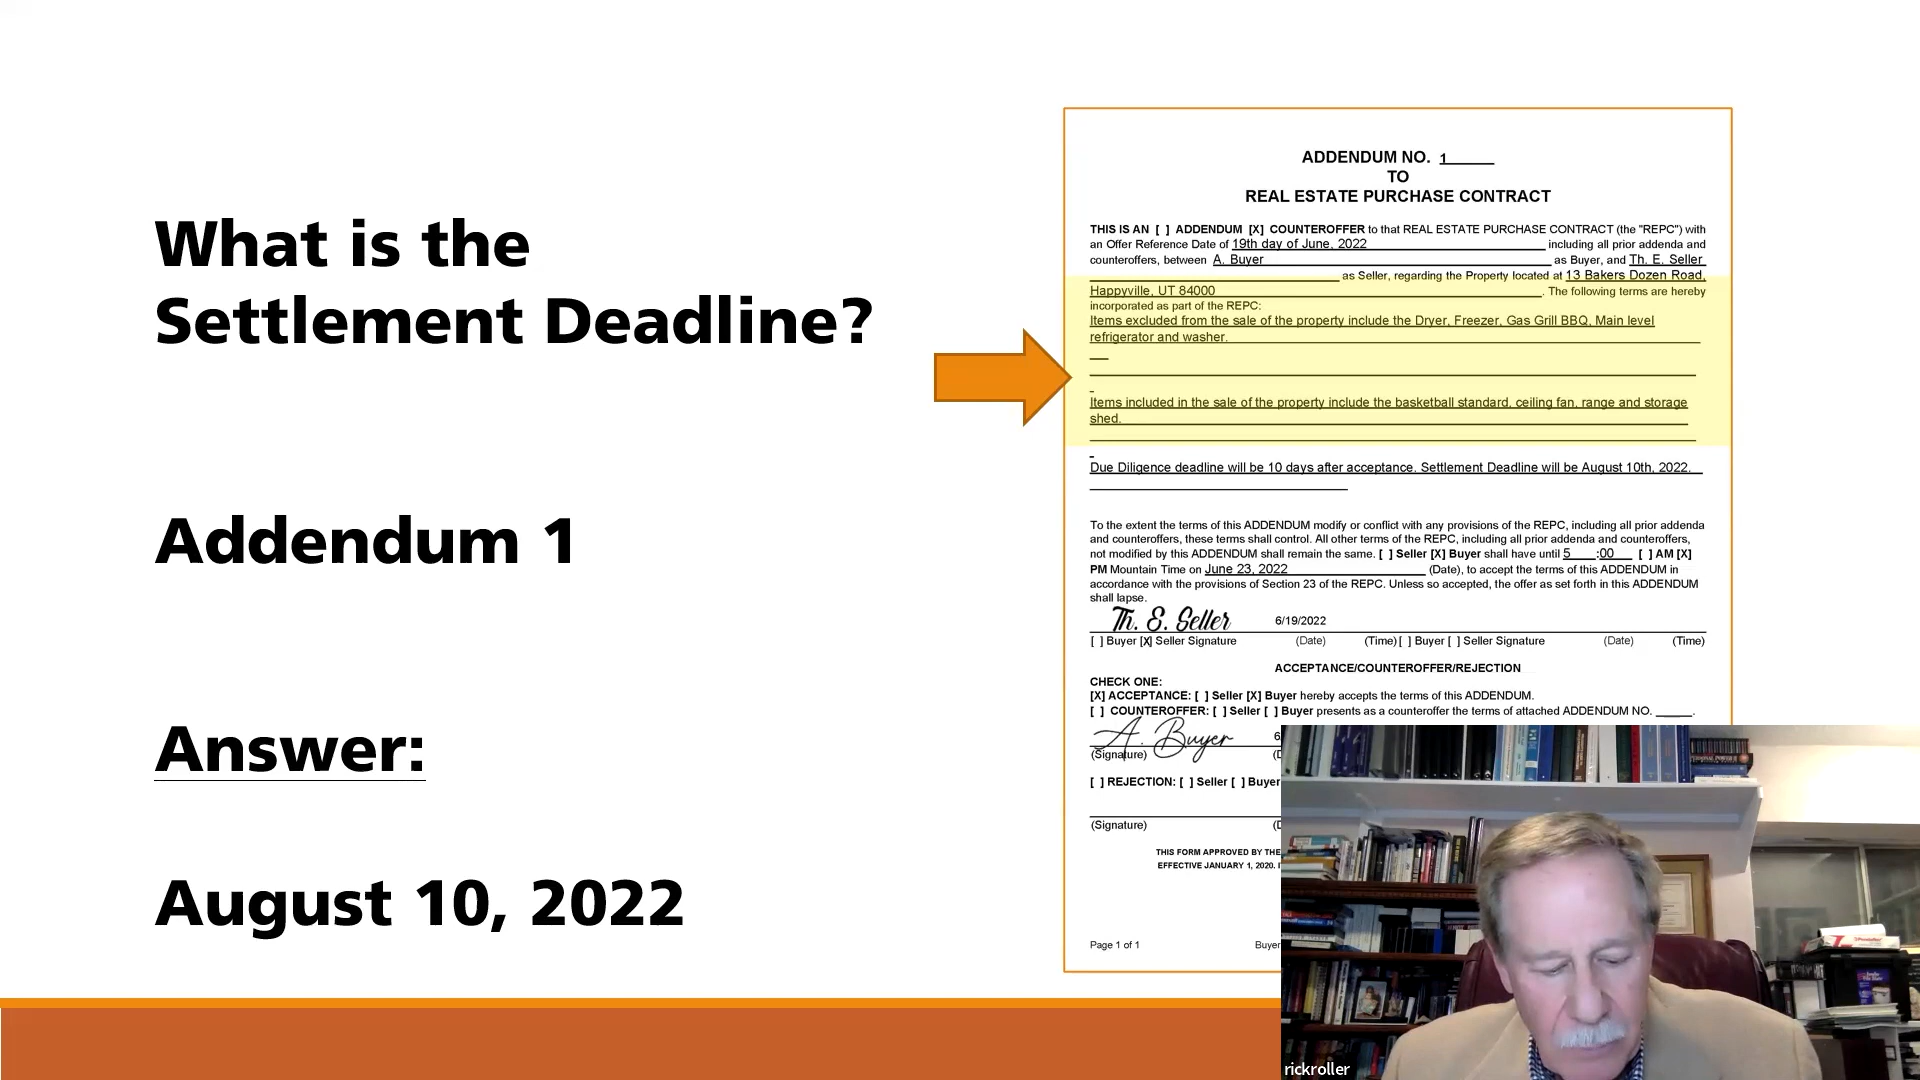 What is the
Settlement Deadline?
Addendum 1
Answer:
August 10, 2022
ADDENDUM NO. 1
TO
REAL ESTATE PURCHASE CONTRACT
THIS IS AN [ ] ADDENDUM [X] COUNTEROFFER to that REAL ESTATE PURCHASE CONTRACT (the "REPC") with
an Offer Reference Date of 19th day of June, 2022 including all prior addenda and
counteroffers, between A. Buyer as Buyer, and Th. E. Seller
as Seller, regarding the Property located at 13 Bakers Dozen Road,
Happyville, UT 84000. The following terms are hereby
incorporated as part of the REPC:
Items excluded from the sale of the property include the Dryer, Freezer, Gas Grill BBQ, Main level
refrigerator and washer.
Items included in the sale of the property include the basketball standard, ceiling fan, range and storage
shed.
Due Diligence deadline will be 10 days after acceptance. Settlement Deadline will be August 10th, 2022.
To the extent the terms of this ADDENDUM modify or conflict with any provisions of the REPC, including all prior addenda
and counteroffers, these terms shall control. All other terms of the REPC, including all prior addenda and counteroffers,
not modified by this ADDENDUM shall remain the same. [ ] Seller [X] Buyer shall have until 5 :00 [ ] AM [X]
PM Mountain Time on June 23, 2022 (Date), to accept the terms of this ADDENDUM in
accordance with the provisions of Section 23 of the REPC. Unless so accepted, the offer as set forth in this ADDENDUM
shall lapse.
Th. E. Seller 6/19/2022
[ ] Buyer [X] Seller Signature (Date) (Time) [ ] Buyer [ ] Seller Signature (Date) (Time)
ACCEPTANCE/COUNTEROFFER/REJECTION
CHECK ONE:
[X] ACCEPTANCE: [ ] Seller [X] Buyer hereby accepts the terms of this ADDENDUM.
[ ] COUNTEROFFER: [ ] Seller [ ] Buyer presents as a counteroffer the terms of attached ADDENDUM NO. _____.
A. Buyer 6
(Signature) (D
[ ] REJECTION: [ ] Seller [ ] Buyer
(Signature) (D
THIS FORM APPROVED BY THE
EFFECTIVE JANUARY 1, 2020.
Page 1 of 1 Buyer
rickroller